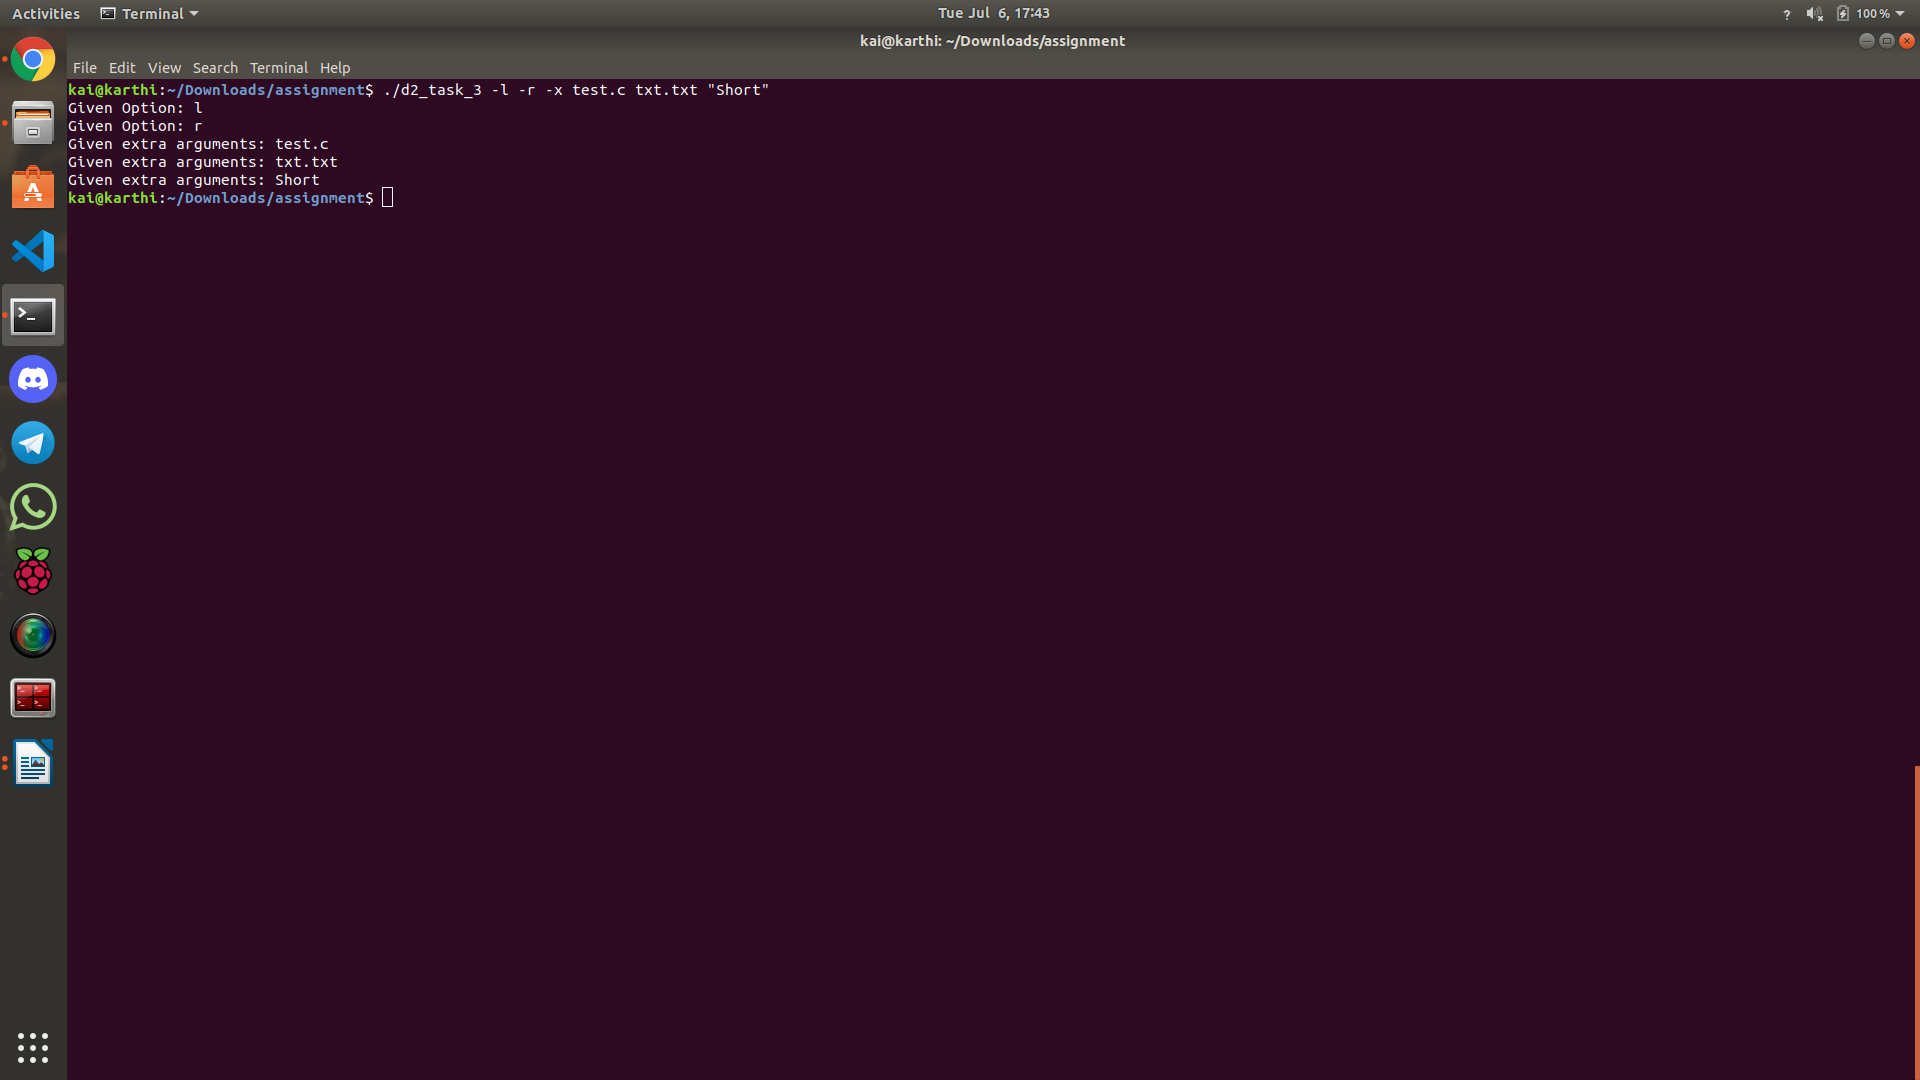 Activities Terminal Tue Jul 6, 17:43 ? 100 %
kai@karthi: ~/Downloads/assignment
File Edit View Search Terminal Help
kai@karthi:~/Downloads/assignment$ ./d2_task_3 -l -r -x test.c txt.txt "Short"
Given Option: l
Given Option: r
Given extra arguments: test.c
Given extra arguments: txt.txt
Given extra arguments: Short
kai@karthi:~/Downloads/assignment$